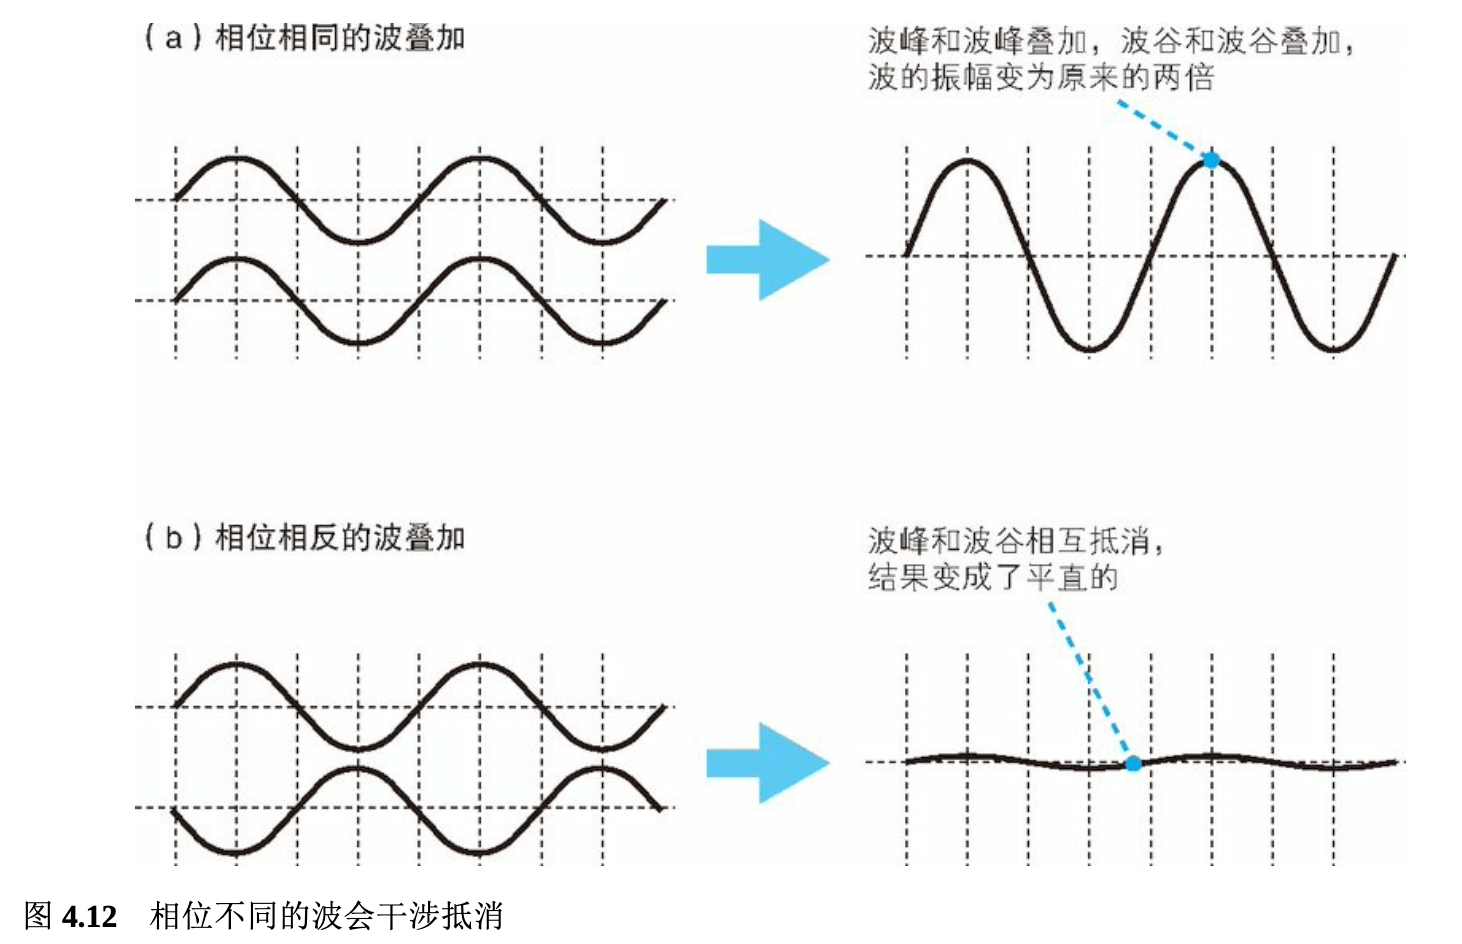 （a）相位相同的波叠加
波峰和波峰叠加，波谷和波谷叠加，
波的振幅变为原来的两倍
（b）相位相反的波叠加
波峰和波谷相互抵消，
结果变成了平直的
图 4.12　相位不同的波会干涉抵消